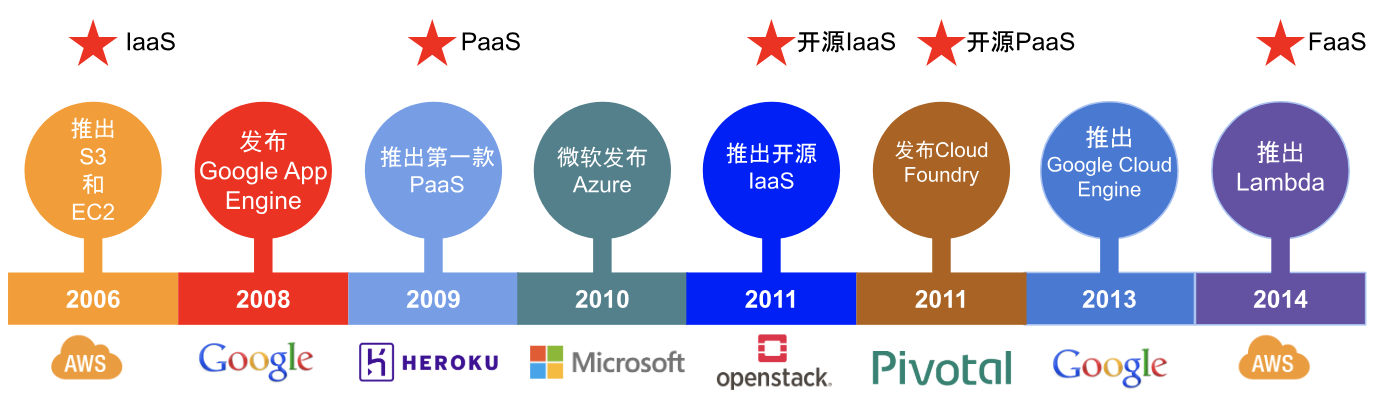 IaaS
PaaS
开源IaaS
开源PaaS
FaaS
推出
S3
和
EC2
发布
Google App
Engine
推出第一款
PaaS
微软发布
Azure
推出开源
IaaS
发布Cloud
Foundry
推出
Google Cloud
Engine
推出
Lambda
2006
2008
2009
2010
2011
2011
2013
2014
AWS
Google
HEROKU
Microsoft
openstack.
Pivotal
Google
AWS